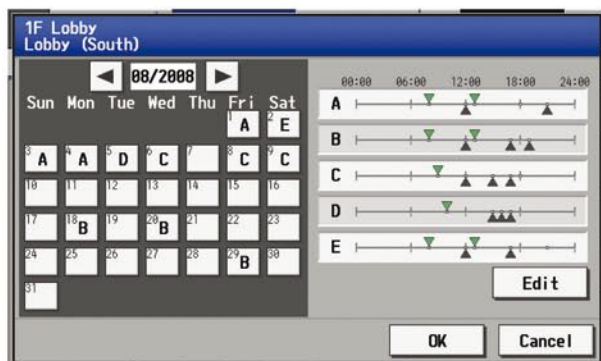 1F Lobby
Lobby (South)
08/2008
Sun Mon Tue Wed Thu Fri Sat
1 A 2 E
3 A 4 A 5 D 6 C 7 8 C 9 C
10 11 12 13 14 15 16
17 18 B 19 20 B 21 22 23
24 25 26 27 28 29 B 30
31
00:00 06:00 12:00 18:00 24:00
A
B
C
D
E
Edit
OK Cancel